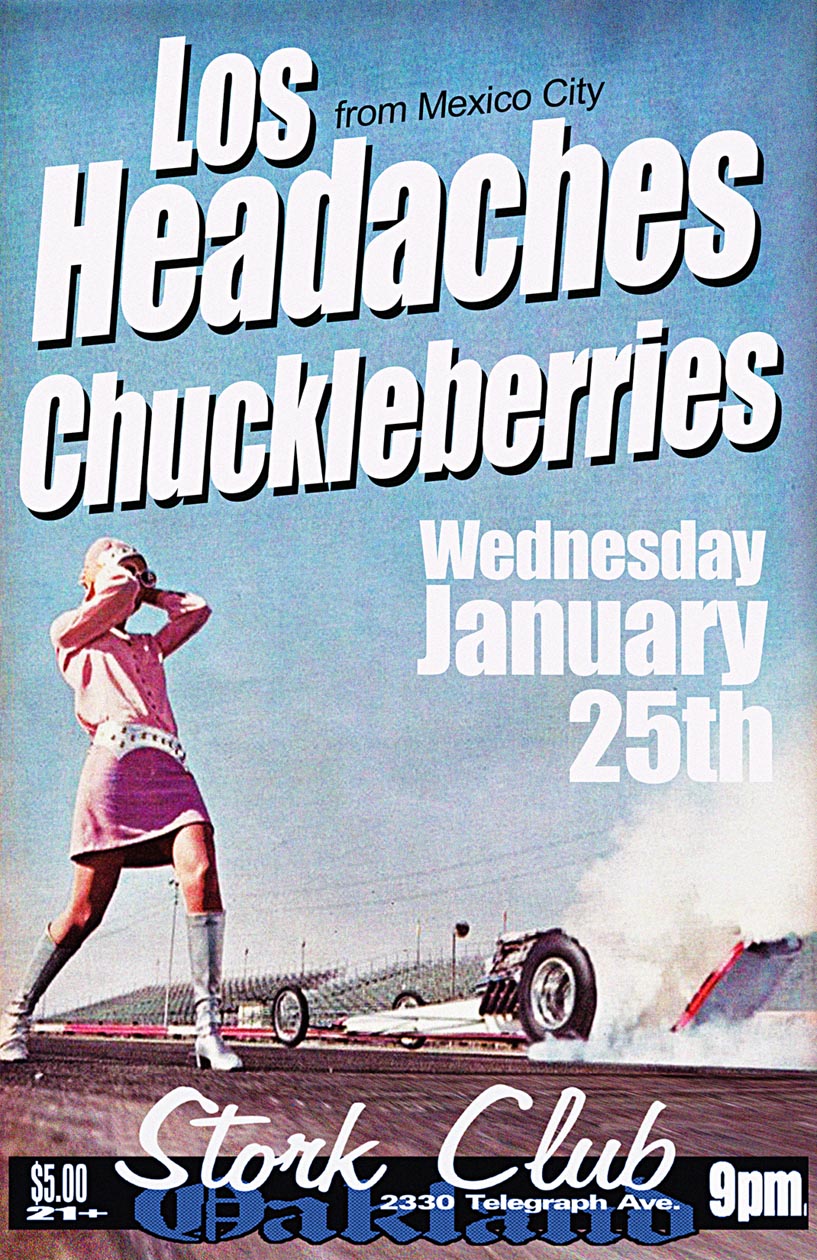 Los
from Mexico City
Headaches
Chuckleberries
Wednesday
January
25th
Stork Club
$5.00
21+
2330 Telegraph Ave.
9pm
Oakland